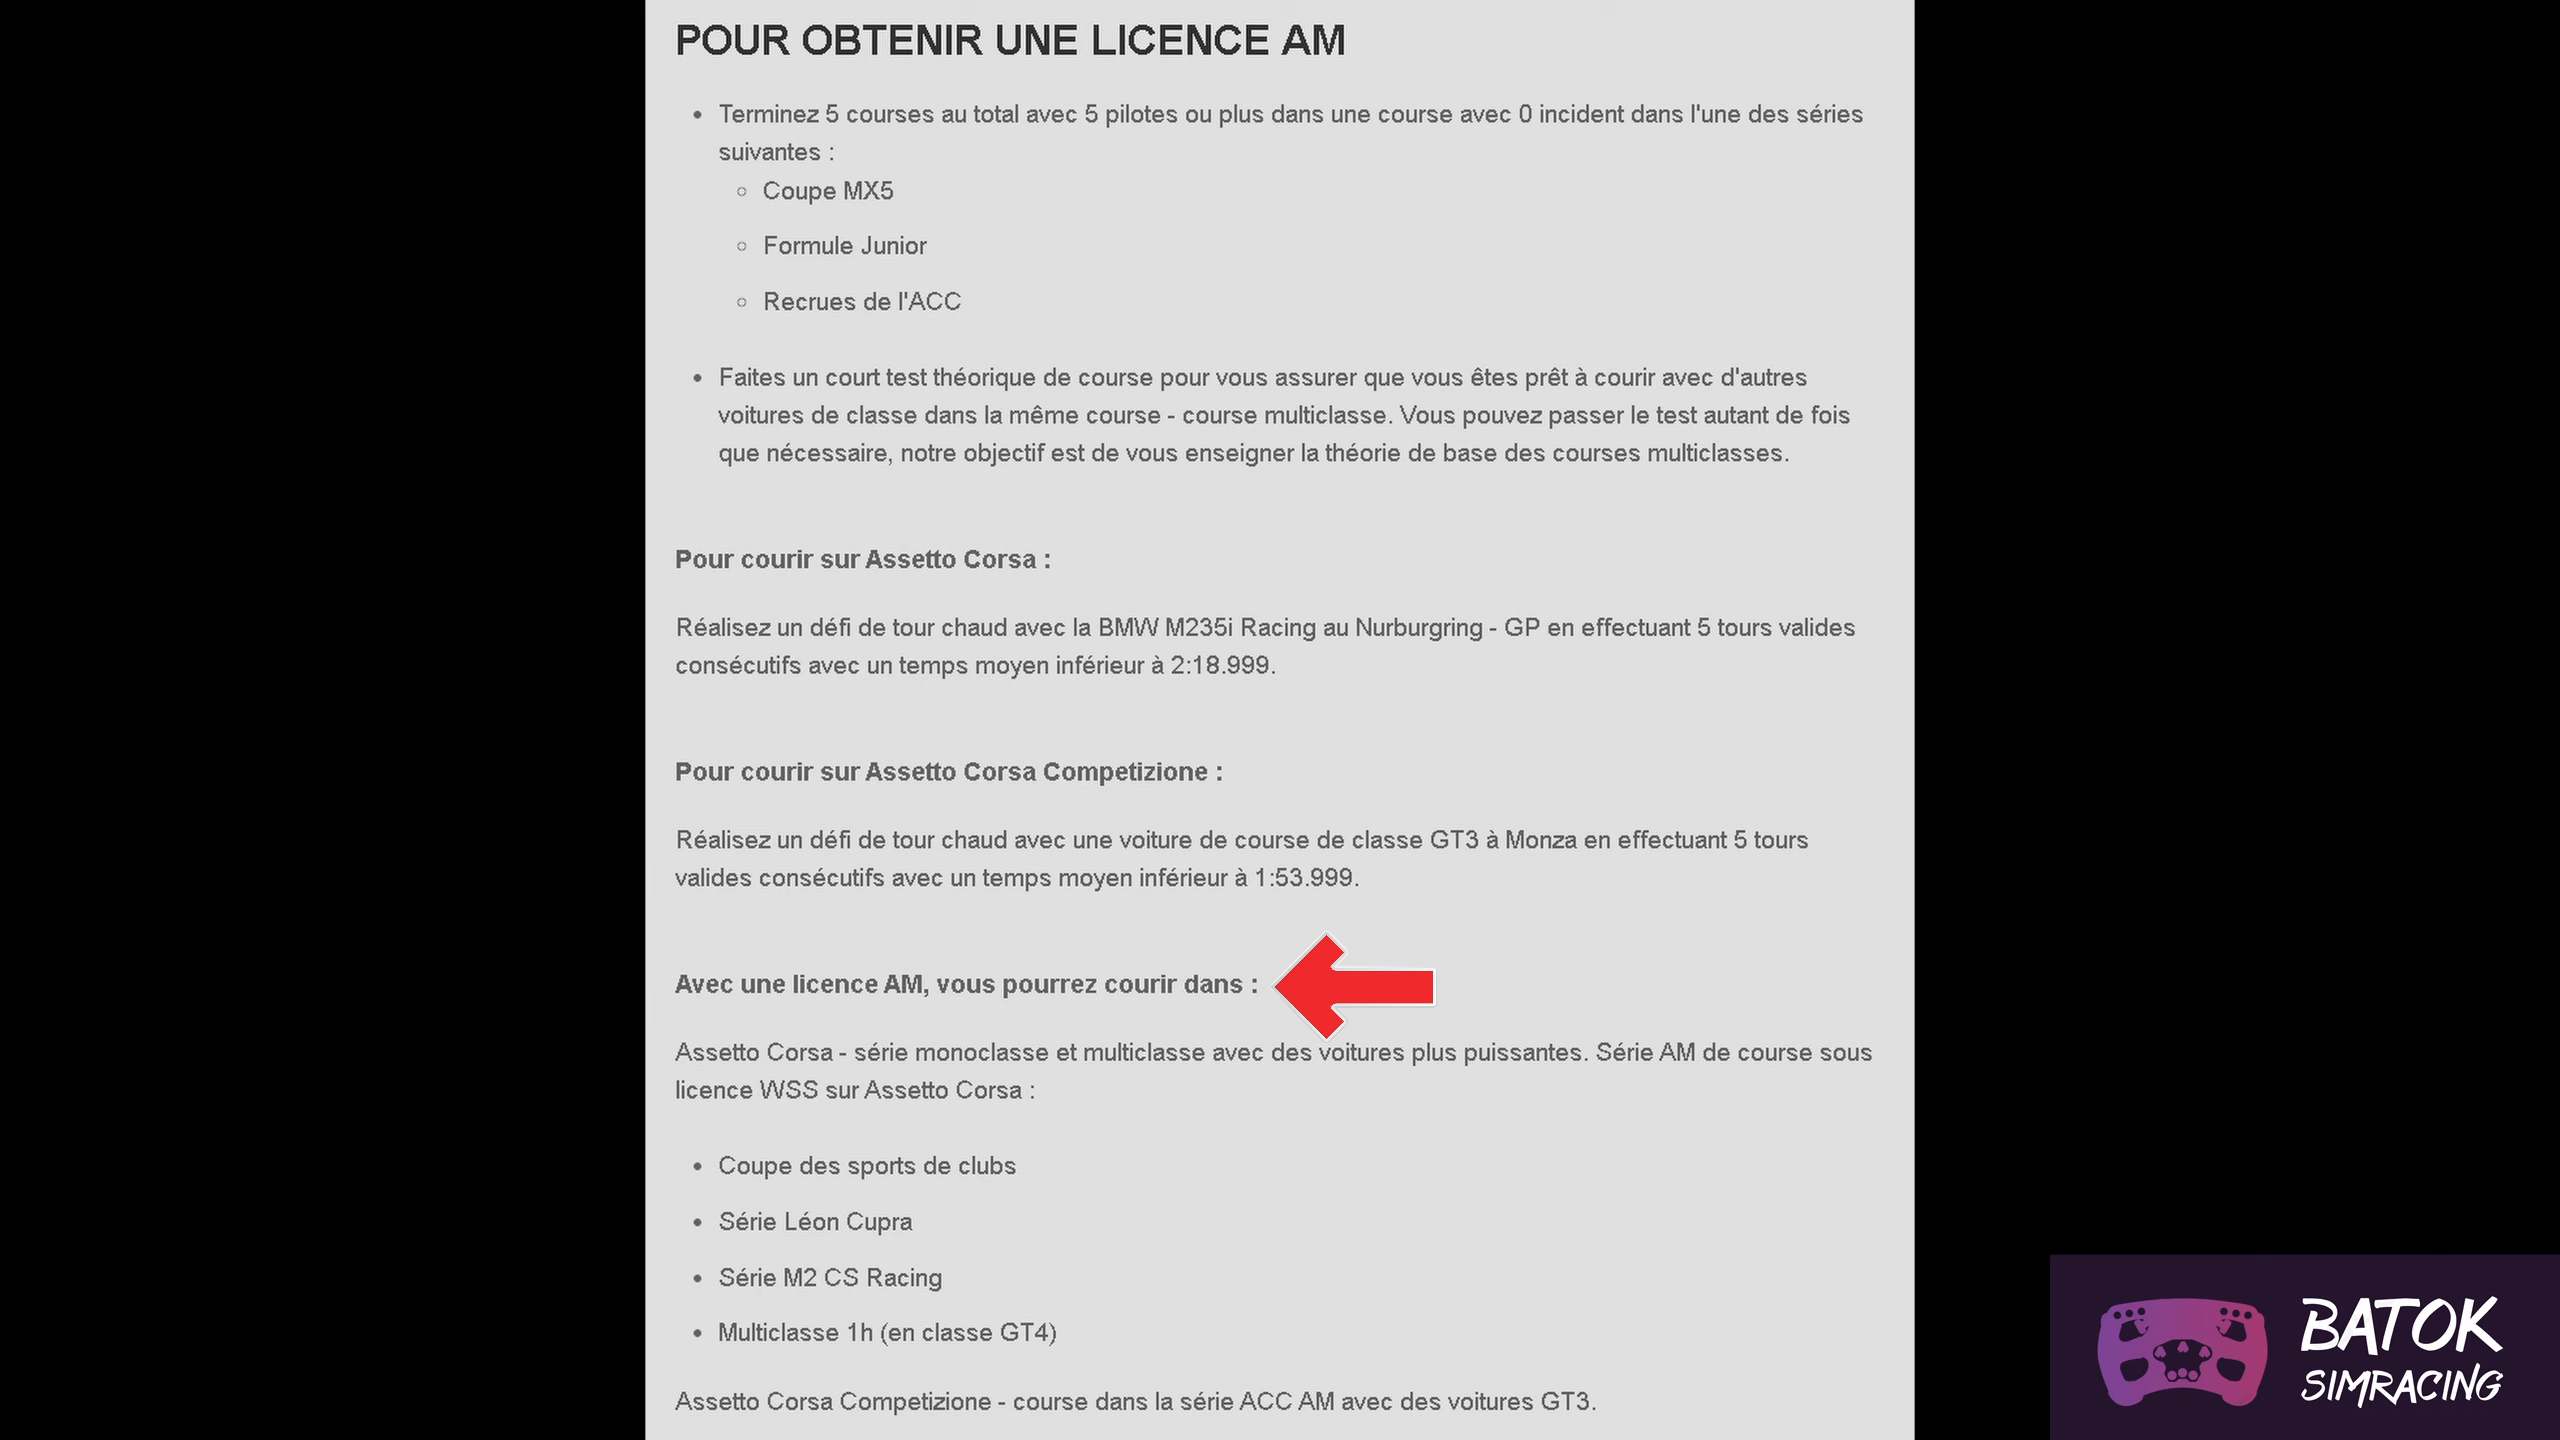 POUR OBTENIR UNE LICENCE AM
Terminez 5 courses au total avec 5 pilotes ou plus dans une course avec 0 incident dans l'une des séries
suivantes :
Coupe MX5
Formule Junior
Recrues de l'ACC
Faites un court test théorique de course pour vous assurer que vous êtes prêt à courir avec d'autres
voitures de classe dans la même course - course multiclasse. Vous pouvez passer le test autant de fois
que nécessaire, notre objectif est de vous enseigner la théorie de base des courses multiclasses.
Pour courir sur Assetto Corsa :
Réalisez un défi de tour chaud avec la BMW M235i Racing au Nurburgring - GP en effectuant 5 tours valides
consécutifs avec un temps moyen inférieur à 2:18.999.
Pour courir sur Assetto Corsa Competizione :
Réalisez un défi de tour chaud avec une voiture de course de classe GT3 à Monza en effectuant 5 tours
valides consécutifs avec un temps moyen inférieur à 1:53.999.
Avec une licence AM, vous pourrez courir dans :
Assetto Corsa - série monoclasse et multiclasse avec des voitures plus puissantes. Série AM de course sous
licence WSS sur Assetto Corsa :
Coupe des sports de clubs
Série Léon Cupra
Série M2 CS Racing
Multiclasse 1h (en classe GT4)
Assetto Corsa Competizione - course dans la série ACC AM avec des voitures GT3.
BATOK
SIMRACING